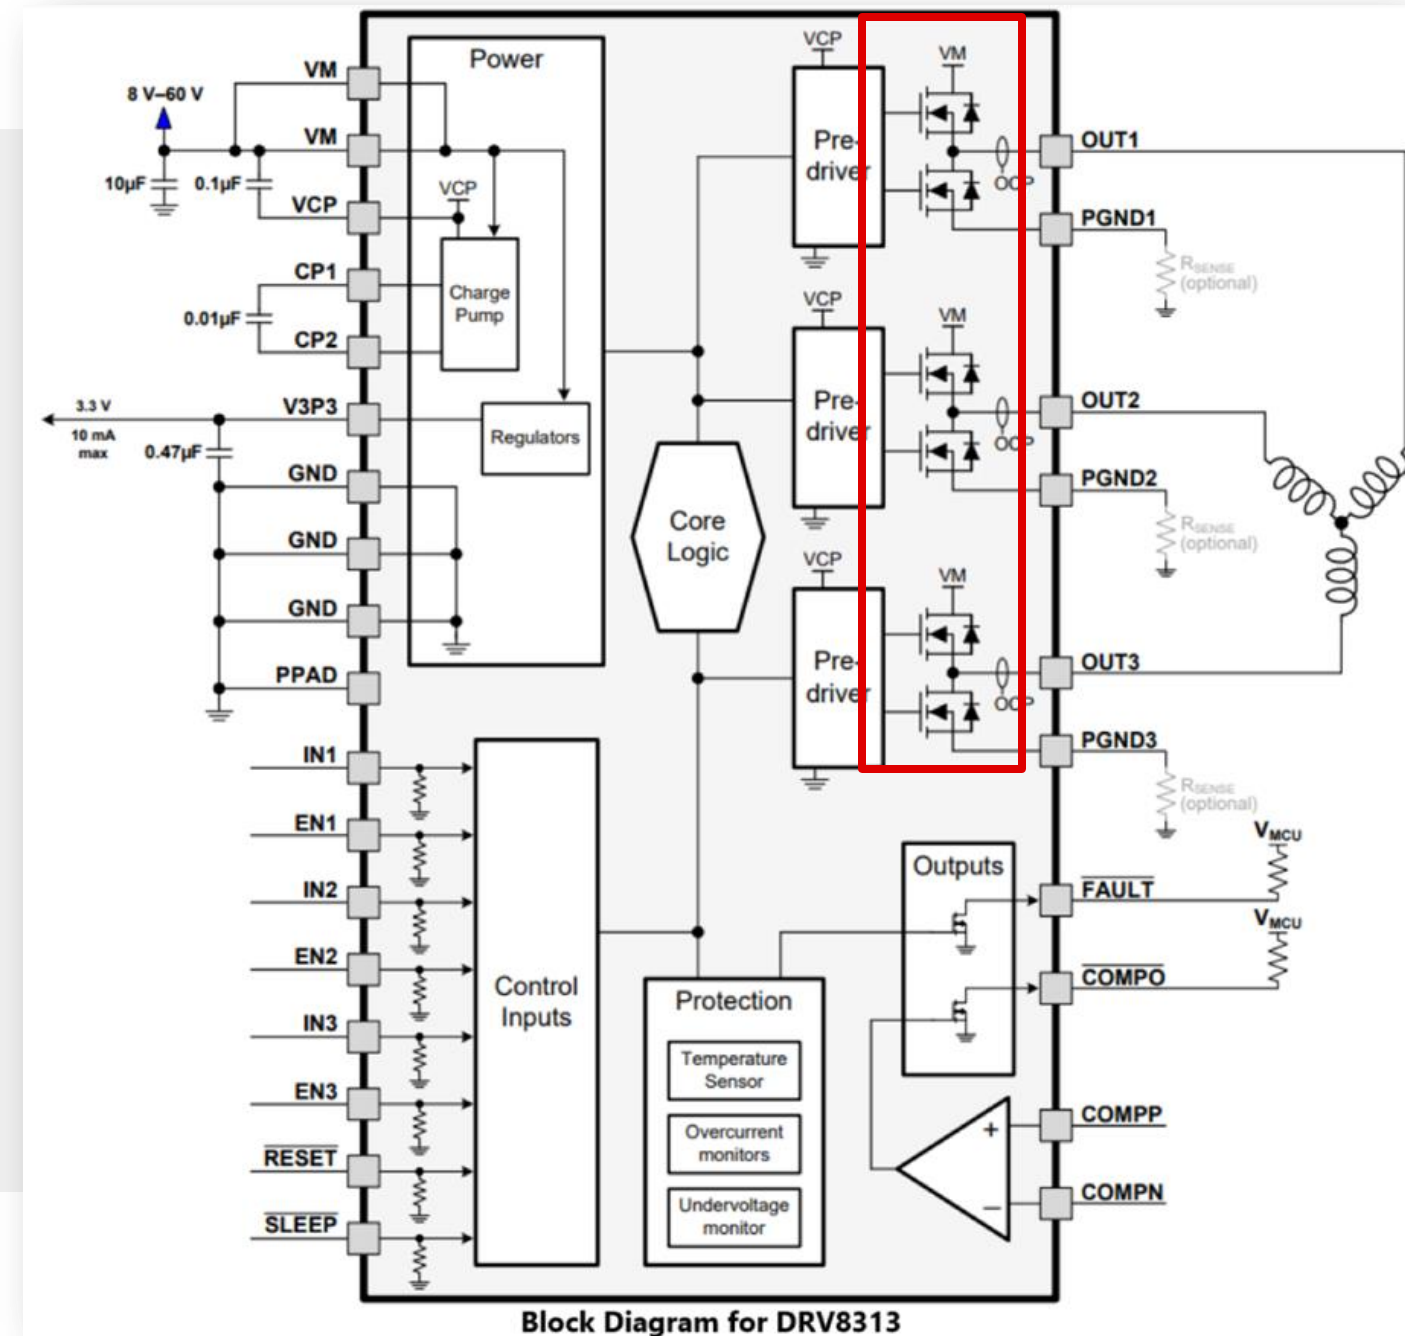 VM
8 V–60 V
VM
10µF
0.1µF
VCP
CP1
0.01µF
CP2
3.3 V
V3P3
10 mA
max
0.47µF
GND
GND
GND
PPAD
IN1
EN1
IN2
EN2
IN3
EN3
RESET
SLEEP
Power
VCP
Charge
Pump
Regulators
Core
Logic
Control
Inputs
Protection
Temperature
Sensor
Overcurrent
monitors
Undervoltage
monitor
VCP
Pre-
driver
VM
OCP
VCP
Pre-
driver
VM
OCP
VCP
Pre-
driver
VM
OCP
Outputs
+
–
OUT1
PGND1
RSENSE
(optional)
OUT2
PGND2
RSENSE
(optional)
OUT3
PGND3
RSENSE
(optional)
VMCU
FAULT
VMCU
COMPO
COMPP
COMPN
Block Diagram for DRV8313